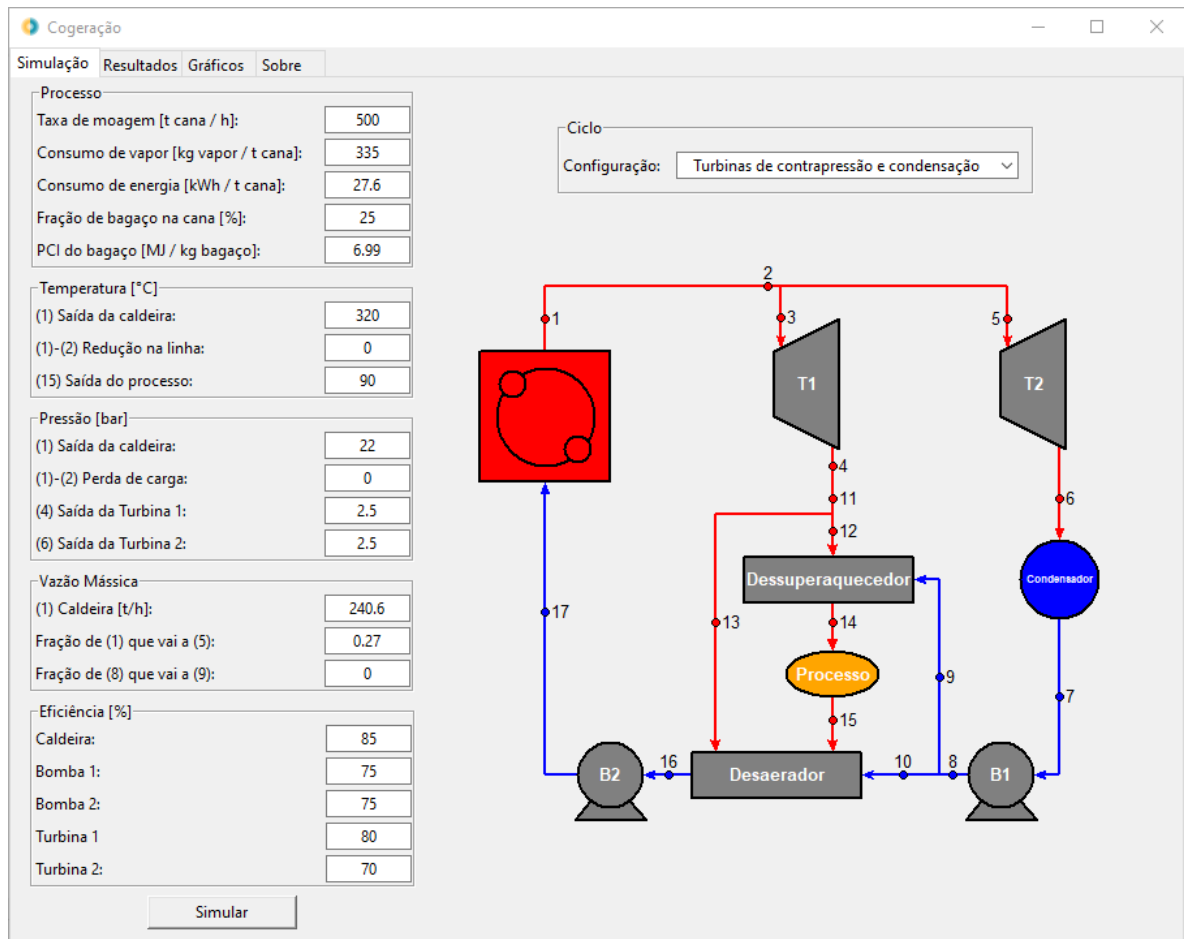 Cogeração
Simulação Resultados Gráficos Sobre
Processo
Taxa de moagem [t cana / h]: 500
Consumo de vapor [kg vapor / t cana]: 335
Consumo de energia [kWh / t cana]: 27.6
Fração de bagaço na cana [%]: 25
PCI do bagaço [MJ / kg bagaço]: 6.99
Temperatura [°C]
(1) Saída da caldeira: 320
(1)-(2) Redução na linha: 0
(15) Saída do processo: 90
Pressão [bar]
(1) Saída da caldeira: 22
(1)-(2) Perda de carga: 0
(4) Saída da Turbina 1: 2.5
(6) Saída da Turbina 2: 2.5
Vazão Mássica
(1) Caldeira [t/h]: 240.6
Fração de (1) que vai a (5): 0.27
Fração de (8) que vai a (9): 0
Eficiência [%]
Caldeira: 85
Bomba 1: 75
Bomba 2: 75
Turbina 1 80
Turbina 2: 70
Simular
Ciclo
Configuração: Turbinas de contrapressão e condensação
2
1 3 5
T1 T2
4
11 6
12
Dessuperaquecedor Condensador
17 13 14
Processo 9 7
15
B2 16 Desaerador 10 8 B1